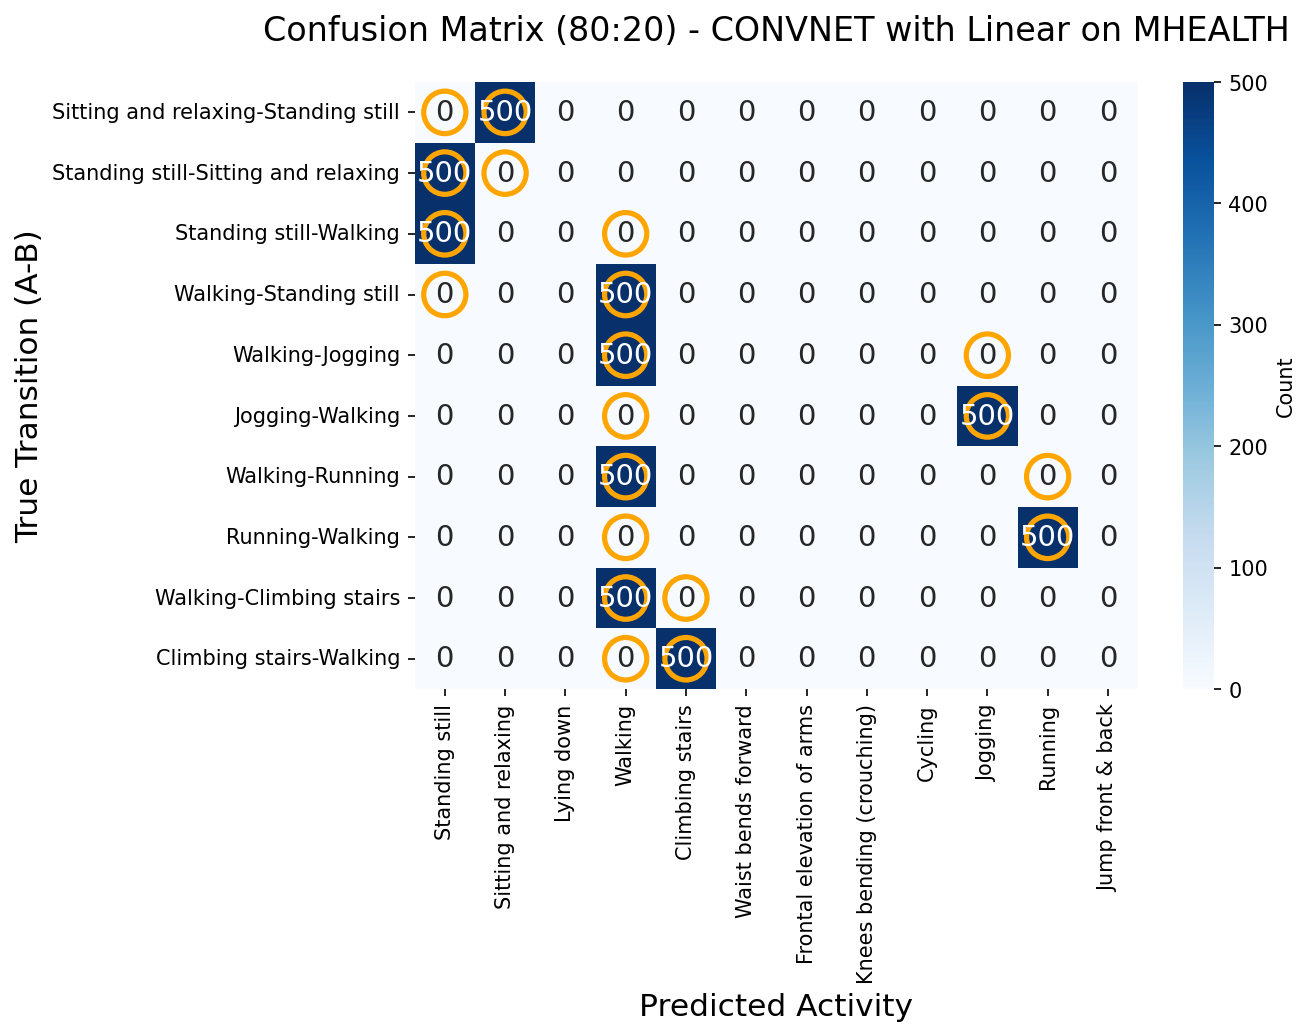 Confusion Matrix (80:20) - CONVNET with Linear on MHEALTH
True Transition (A-B)
Sitting and relaxing-Standing still 0 500 0 0 0 0 0 0 0 0 0 0
Standing still-Sitting and relaxing 500 0 0 0 0 0 0 0 0 0 0 0
Standing still-Walking 500 0 0 0 0 0 0 0 0 0 0 0
Walking-Standing still 0 0 0 500 0 0 0 0 0 0 0 0
Walking-Jogging 0 0 0 500 0 0 0 0 0 0 0 0
Jogging-Walking 0 0 0 0 0 0 0 0 0 500 0 0
Walking-Running 0 0 0 500 0 0 0 0 0 0 0 0
Running-Walking 0 0 0 0 0 0 0 0 0 0 500 0
Walking-Climbing stairs 0 0 0 500 0 0 0 0 0 0 0 0
Climbing stairs-Walking 0 0 0 0 500 0 0 0 0 0 0 0
Standing still
Sitting and relaxing
Lying down
Walking
Climbing stairs
Waist bends forward
Frontal elevation of arms
Knees bending (crouching)
Cycling
Jogging
Running
Jump front & back
Predicted Activity
500
400
300
200
100
0
Count